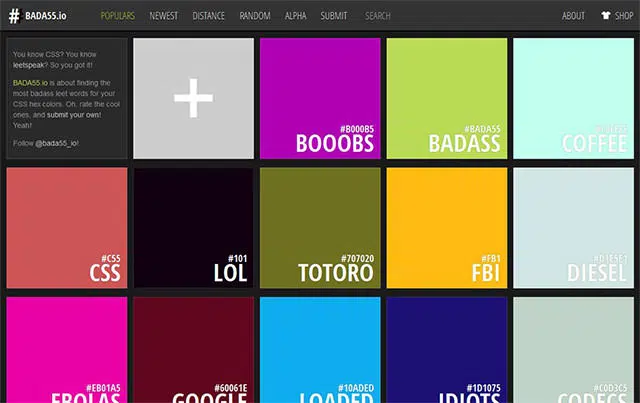 # BADA55.io POPULARS NEWEST DISTANCE RANDOM ALPHA SUBMIT SEARCH ABOUT SHOP
You know CSS? You know
leetspeak? So you got it!
BADA55.io is about finding the
most badass leet words for your
CSS hex colors. Oh, rate the cool
ones, and submit your own!
Yeah!
Follow @bada55_io!
+
#B000B5
BOOOBS
#BADA55
BADASS
COFFEE
#C55
CSS
#101
LOL
#707020
TOTORO
#FB1
FBI
#D1E5E1
DIESEL
#EB01A5
EBOLAS
#60061E
GOOGLE
#10ADED
LOADED
#1D1075
IDIOTS
#C0D3C5
CODECS